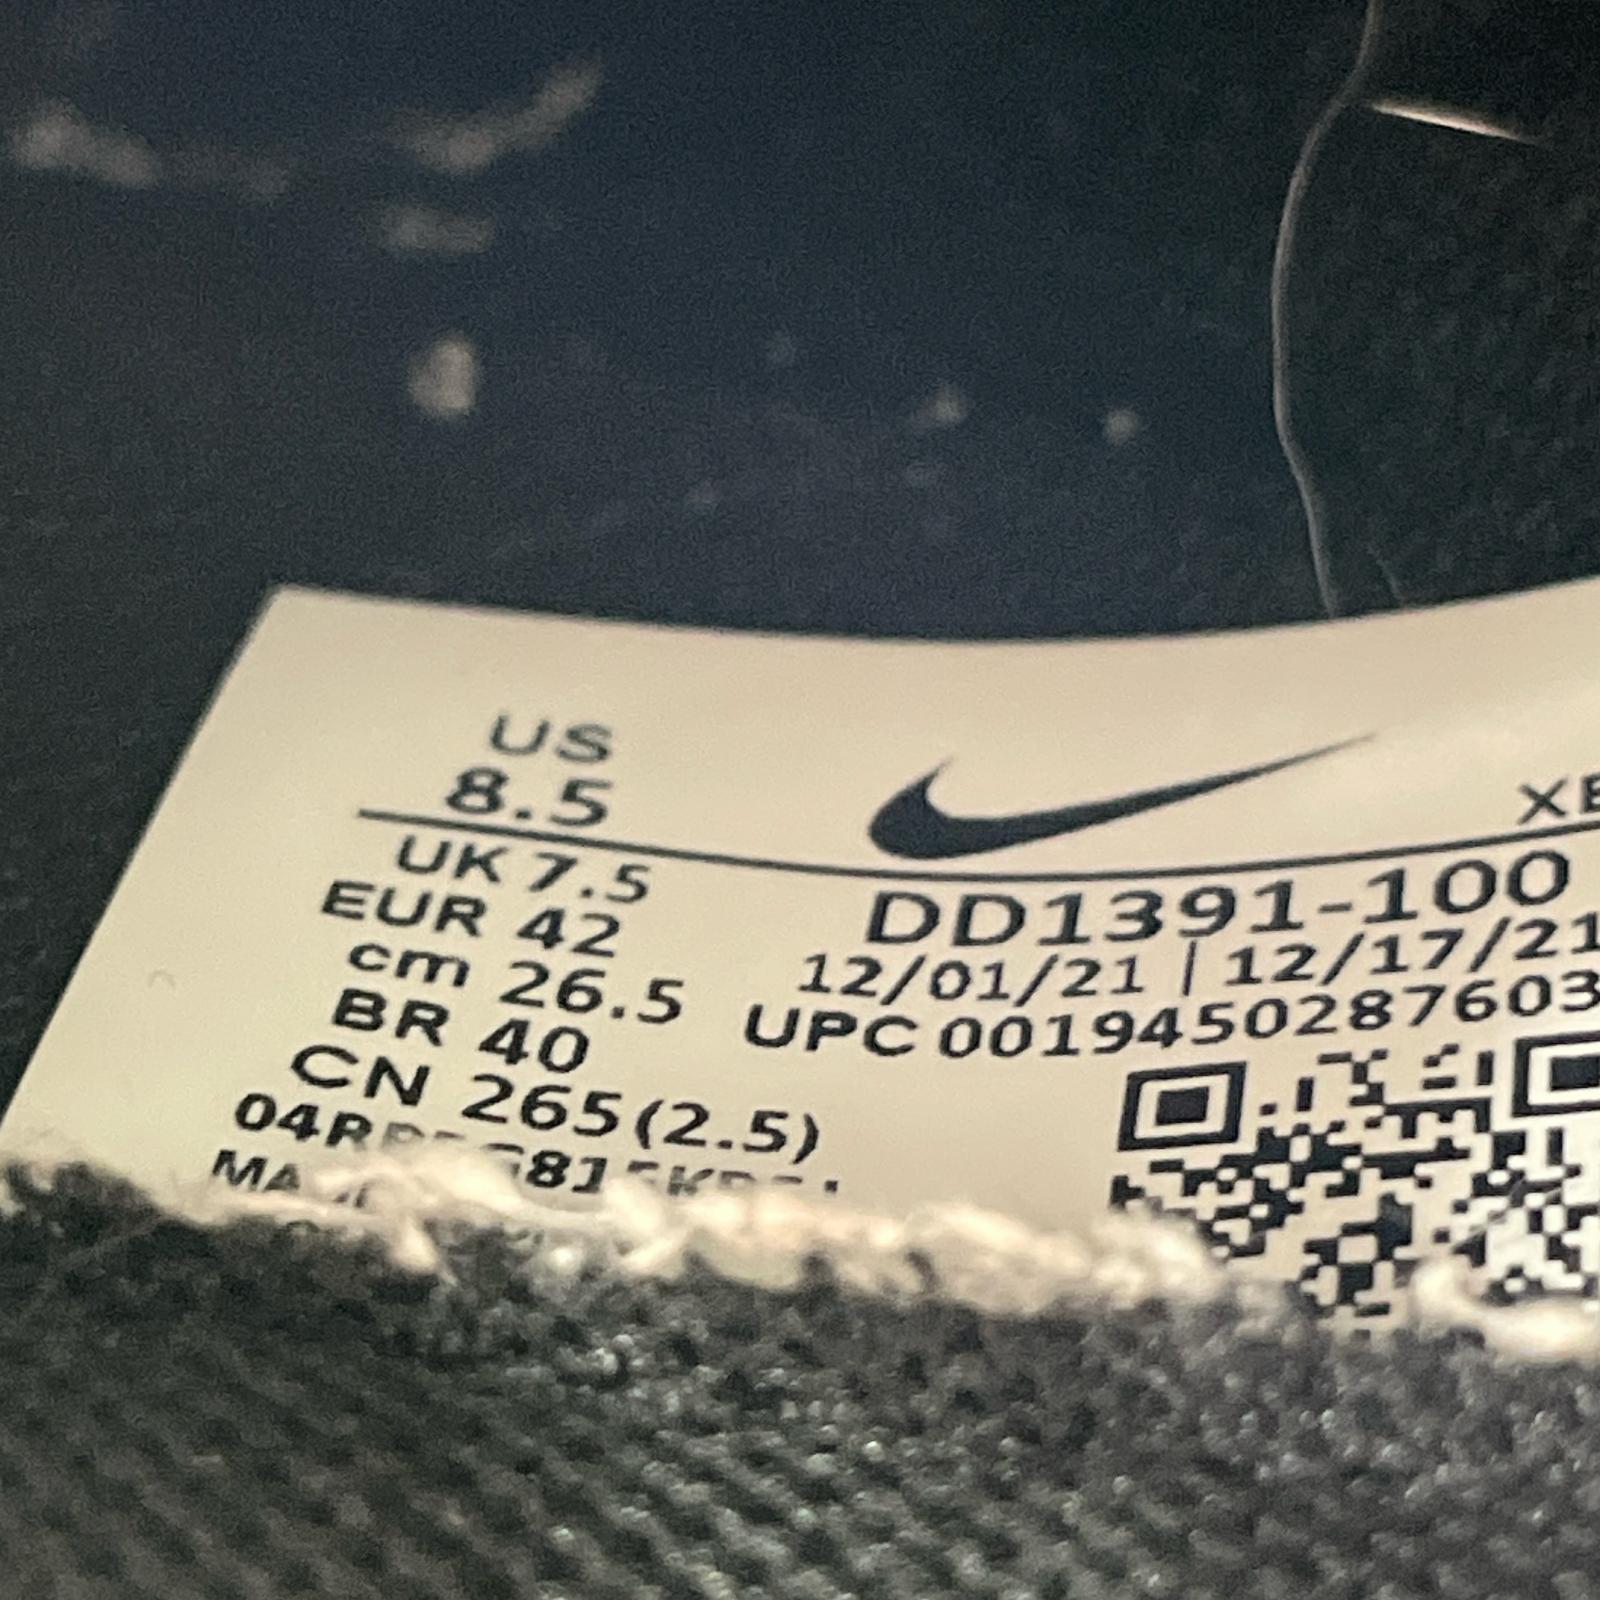 US
8.5
UK 7.5
EUR 42
cm 26.5
BR 40
CN 265(2.5)
DD1391-100
12/01/21 | 12/17/21
UPC 0019450287603